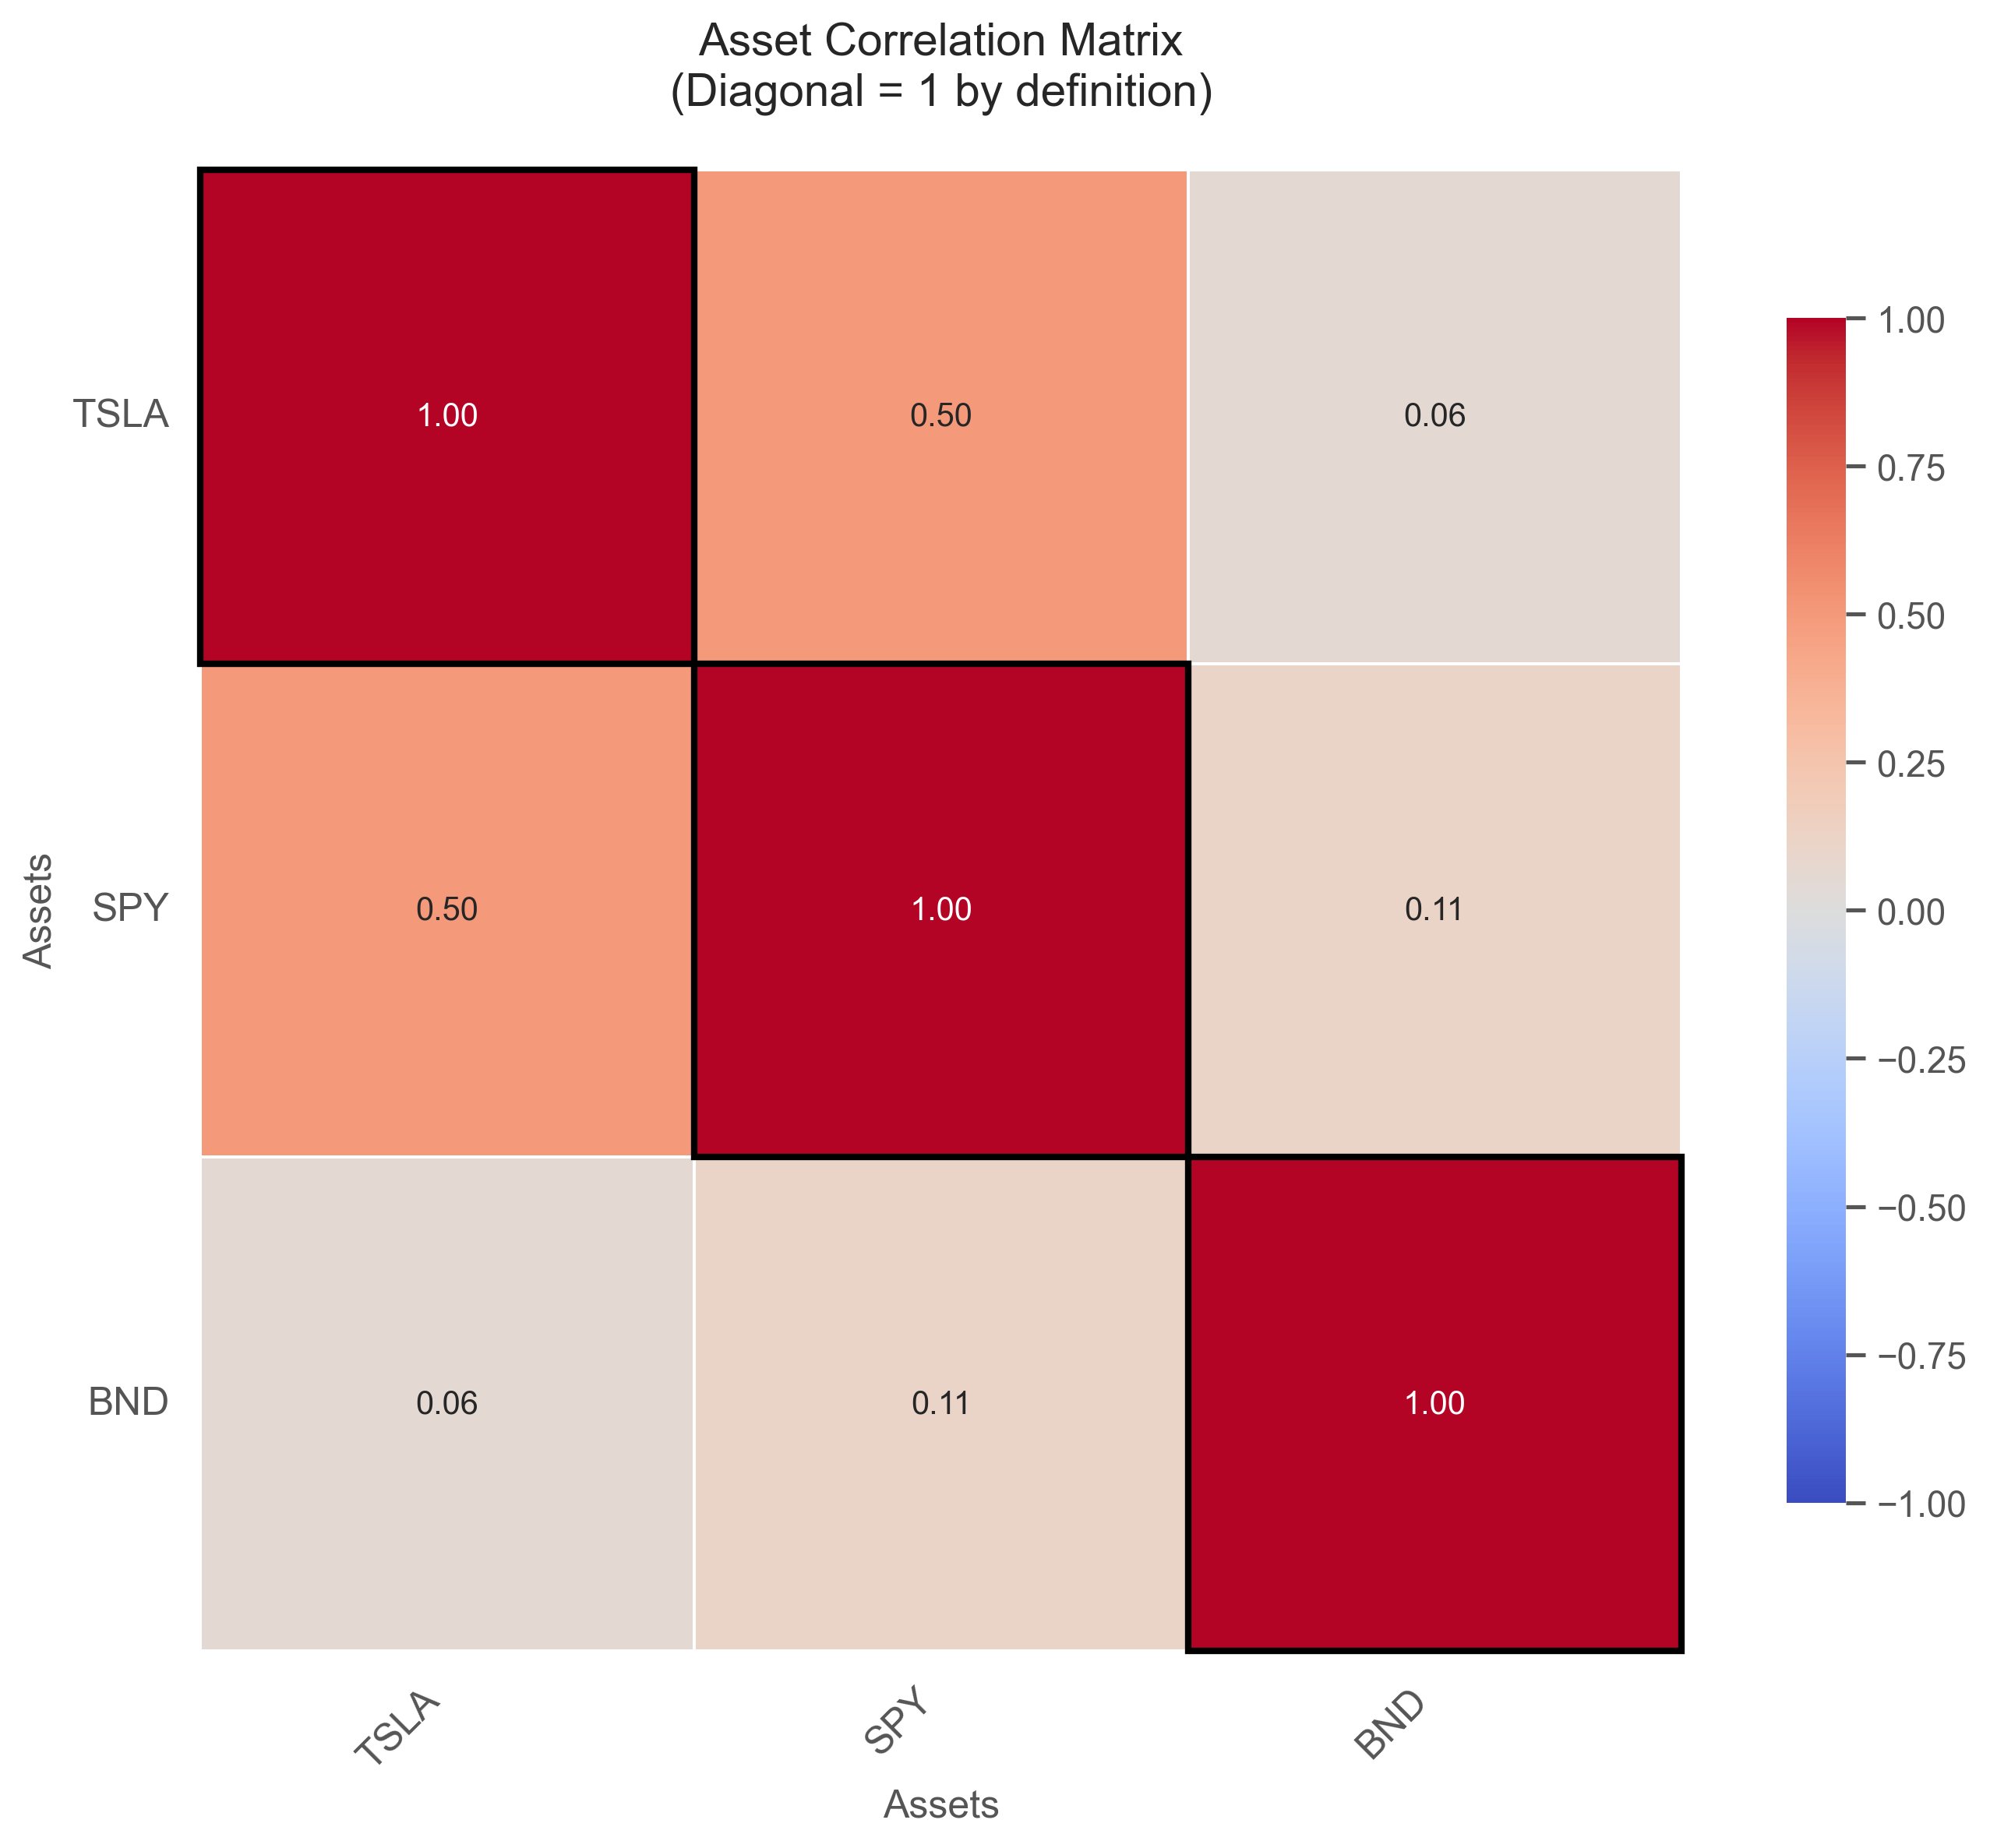 Asset Correlation Matrix
(Diagonal = 1 by definition)
TSLA
1.00
0.50
0.06
SPY
0.50
1.00
0.11
BND
0.06
0.11
1.00
TSLA
SPY
BND
Assets
Assets
1.00
0.75
0.50
0.25
0.00
−0.25
−0.50
−0.75
−1.00